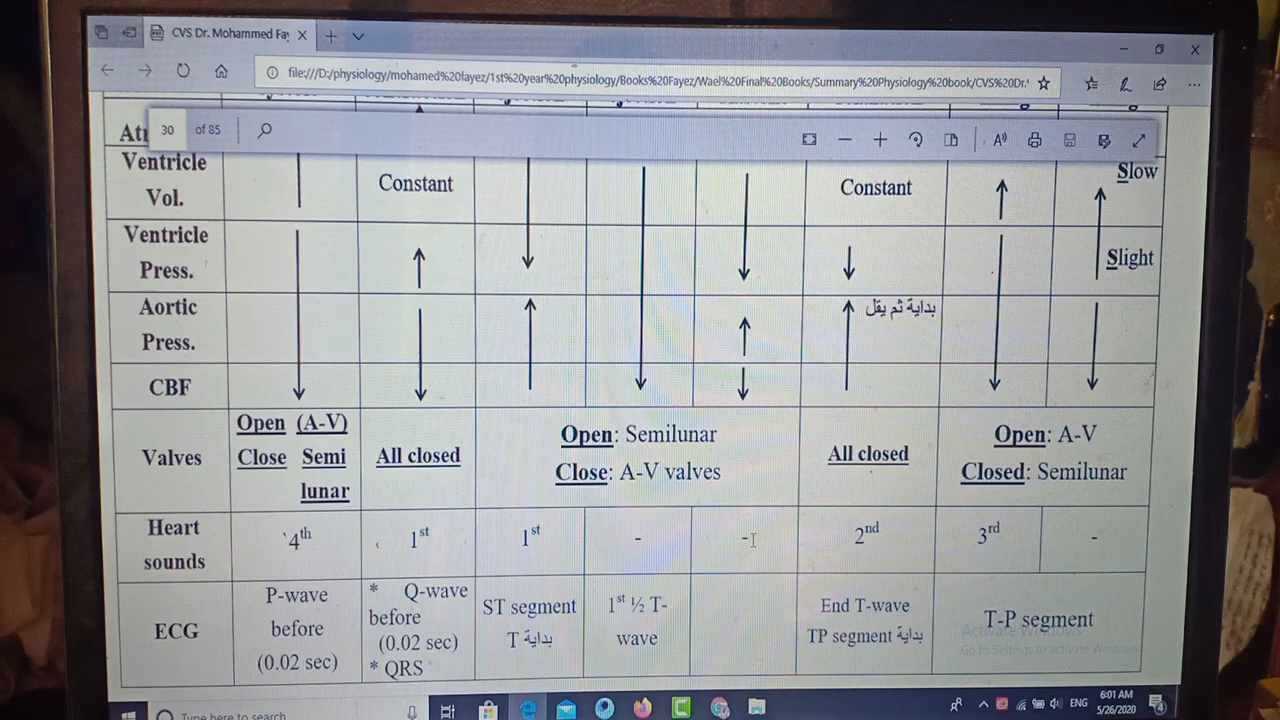 CVS Dr. Mohammed Fay
file:///D:/physiology/mohamed%20fayez/1st%20year%20physiology/Books%20Fayez/Wael%20Final%20Books/Summary%20Physiology%20book/CVS%20Dr.
30 of 85
Ventricle Vol.
Constant
Constant
Slow
Ventricle Press.
Slight
Aortic Press.
بداية ثم يقل
CBF
Valves
Open (A-V)
Close Semi
lunar
All closed
Open: Semilunar
Close: A-V valves
All closed
Open: A-V
Closed: Semilunar
Heart sounds
4th
1st
1st
-
-
2nd
3rd
-
ECG
P-wave
before
(0.02 sec)
* Q-wave
before
(0.02 sec)
* QRS
ST segment
بداية T
1st ½ T-
wave
End T-wave
بداية TP segment
T-P segment
Activate Windows
Go to Settings to activate Windows.
Type here to search
ENG
6:01 AM
5/26/2020